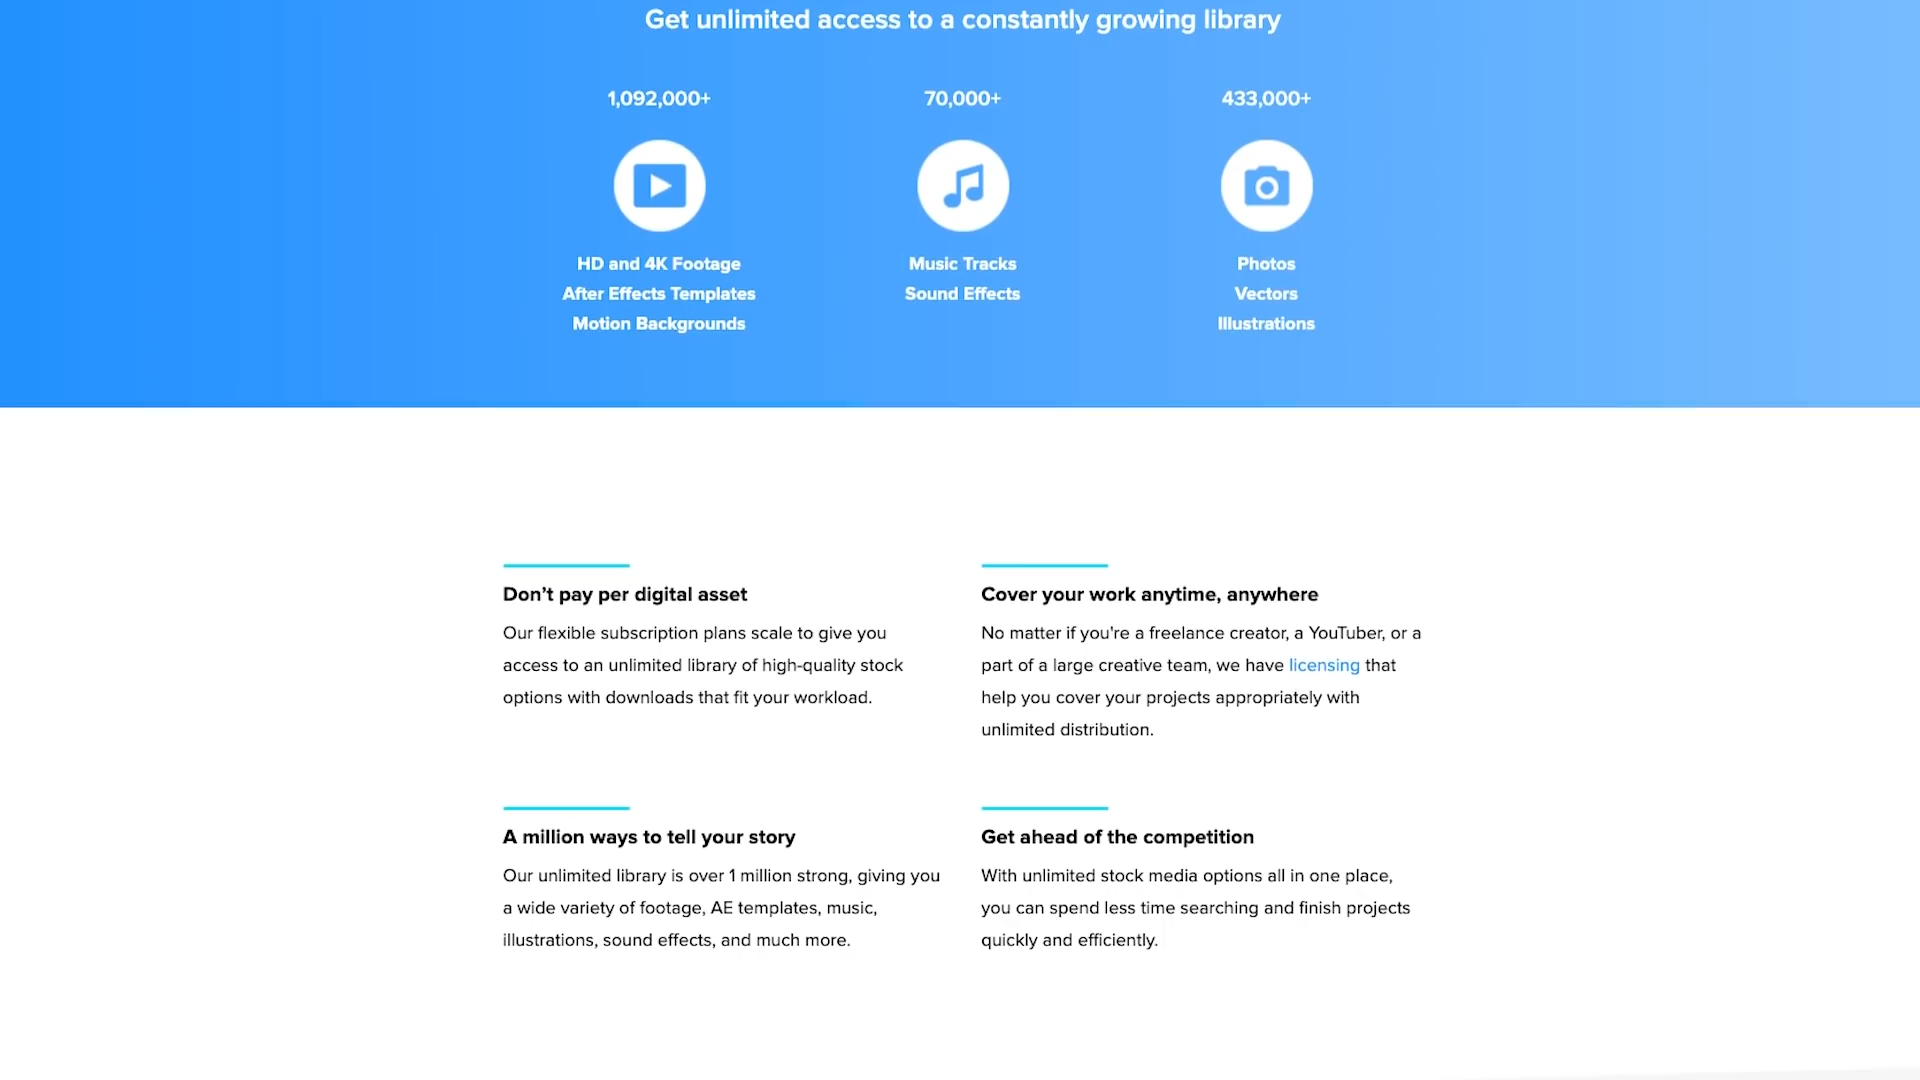 Get unlimited access to a constantly growing library
1,092,000+
HD and 4K Footage
After Effects Templates
Motion Backgrounds
70,000+
Music Tracks
Sound Effects
433,000+
Photos
Vectors
Illustrations
Don’t pay per digital asset
Our flexible subscription plans scale to give you
access to an unlimited library of high-quality stock
options with downloads that fit your workload.
Cover your work anytime, anywhere
No matter if you're a freelance creator, a YouTuber, or a
part of a large creative team, we have licensing that
help you cover your projects appropriately with
unlimited distribution.
A million ways to tell your story
Our unlimited library is over 1 million strong, giving you
a wide variety of footage, AE templates, music,
illustrations, sound effects, and much more.
Get ahead of the competition
With unlimited stock media options all in one place,
you can spend less time searching and finish projects
quickly and efficiently.